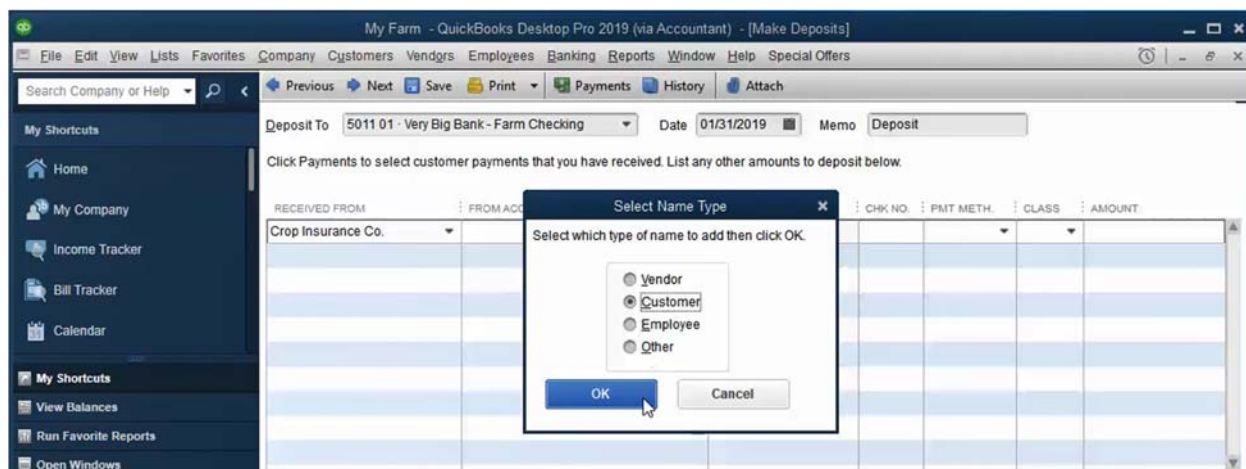 My Farm - QuickBooks Desktop Pro 2019 (via Accountant) - [Make Deposits]
File Edit View Lists Favorites Company Customers Vendors Employees Banking Reports Window Help Special Offers
Search Company or Help
Previous Next Save Print Payments History Attach
My Shortcuts
Home
My Company
Income Tracker
Bill Tracker
Calendar
My Shortcuts
View Balances
Run Favorite Reports
Open Windows
Deposit To 5011 01 · Very Big Bank - Farm Checking Date 01/31/2019 Memo Deposit
Click Payments to select customer payments that you have received. List any other amounts to deposit below.
RECEIVED FROM FROM ACC CHK NO. PMT METH. CLASS AMOUNT
Crop Insurance Co.
Select Name Type
Select which type of name to add then click OK.
Vendor
Customer
Employee
Other
OK Cancel